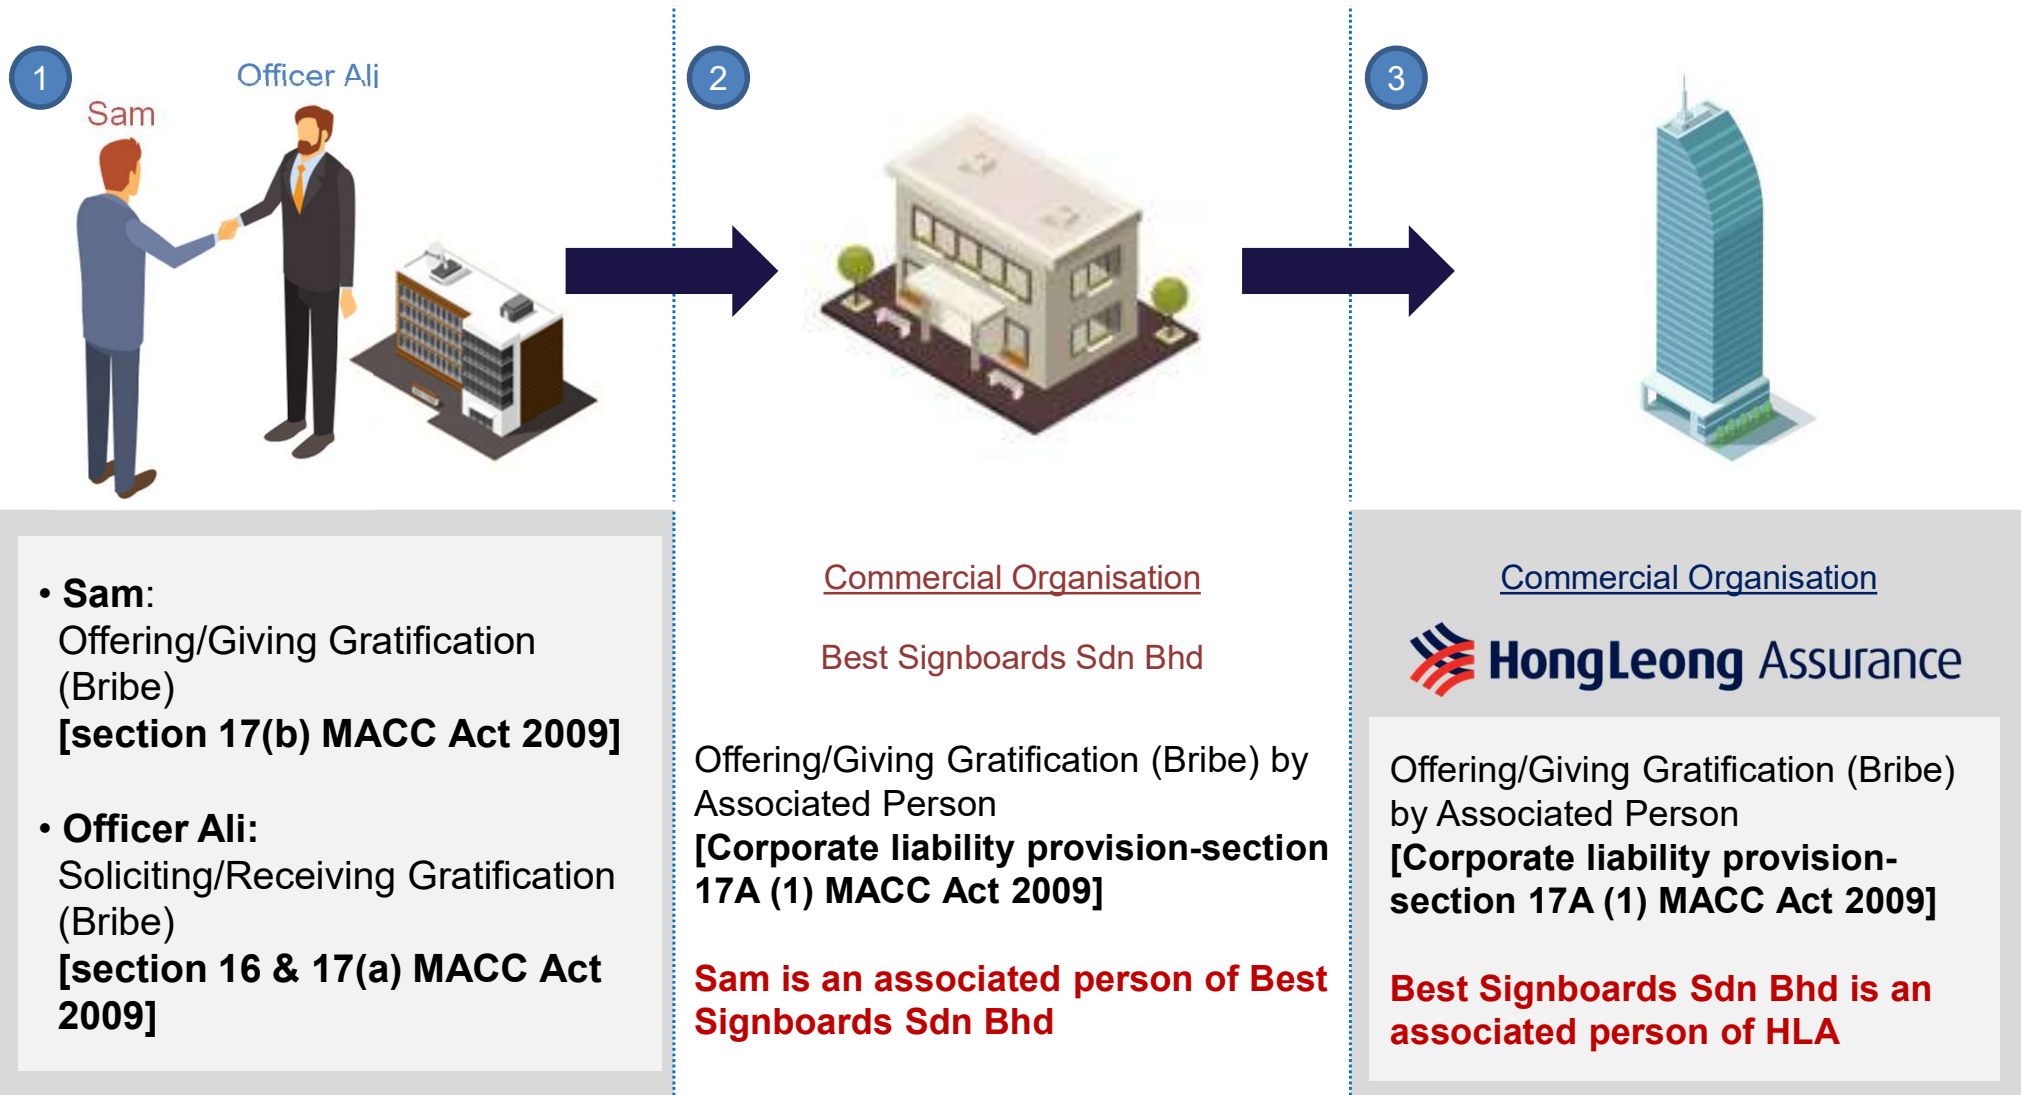 1
Officer Ali
Sam
• Sam:
Offering/Giving Gratification
(Bribe)
[section 17(b) MACC Act 2009]
• Officer Ali:
Soliciting/Receiving Gratification
(Bribe)
[section 16 & 17(a) MACC Act
2009]
2
Commercial Organisation
Best Signboards Sdn Bhd
Offering/Giving Gratification (Bribe) by
Associated Person
[Corporate liability provision-section
17A (1) MACC Act 2009]
Sam is an associated person of Best
Signboards Sdn Bhd
3
Commercial Organisation
HongLeong Assurance
Offering/Giving Gratification (Bribe)
by Associated Person
[Corporate liability provision-
section 17A (1) MACC Act 2009]
Best Signboards Sdn Bhd is an
associated person of HLA